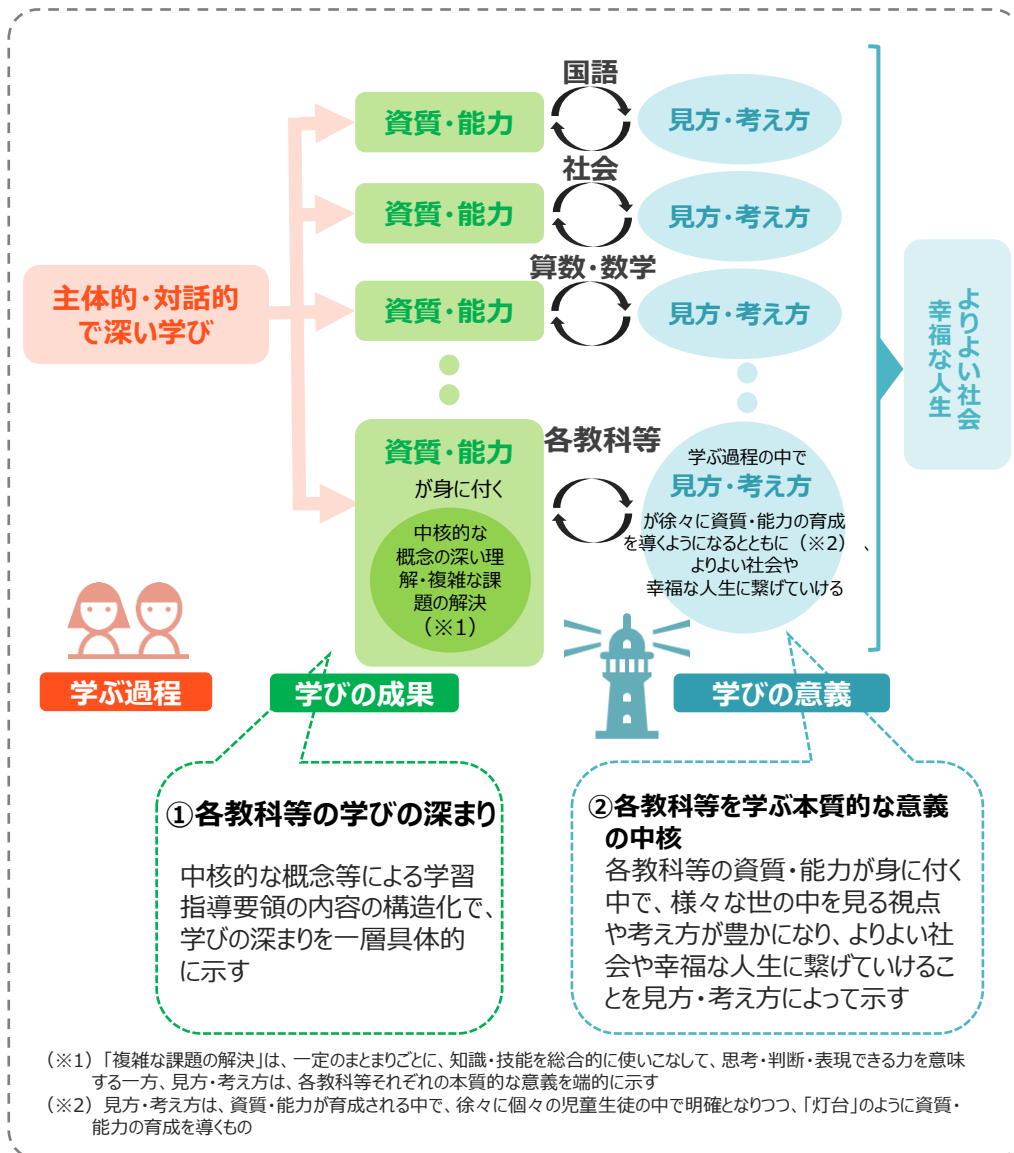 国語
資質・能力
見方・考え方
社会
資質・能力
見方・考え方
算数・数学
資質・能力
見方・考え方
主体的・対話的
で深い学び
よりよい社会
幸福な人生
各教科等
資質・能力
が身に付く
中核的な
概念の深い理
解・複雑な課
題の解決
（※1）
学ぶ過程の中で
見方・考え方
が徐々に資質・能力の育成
を導くようになるとともに（※2）、
よりよい社会や
幸福な人生に繋げていける
学ぶ過程
学びの成果
学びの意義
①各教科等の学びの深まり
中核的な概念等による学習
指導要領の内容の構造化で、
学びの深まりを一層具体的
に示す
②各教科等を学ぶ本質的な意義
の中核
各教科等の資質・能力が身に付く
中で、様々な世の中を見る視点
や考え方が豊かになり、よりよい社
会や幸福な人生に繋げていけるこ
とを見方・考え方によって示す
（※1）「複雑な課題の解決」は、一定のまとまりごとに、知識・技能を総合的に使いこなして、思考・判断・表現できる力を意味
する一方、見方・考え方は、各教科等それぞれの本質的な意義を端的に示す
（※2）見方・考え方は、資質・能力が育成される中で、徐々に個々の児童生徒の中で明確となりつつ、「灯台」のように資質・
能力の育成を導くもの